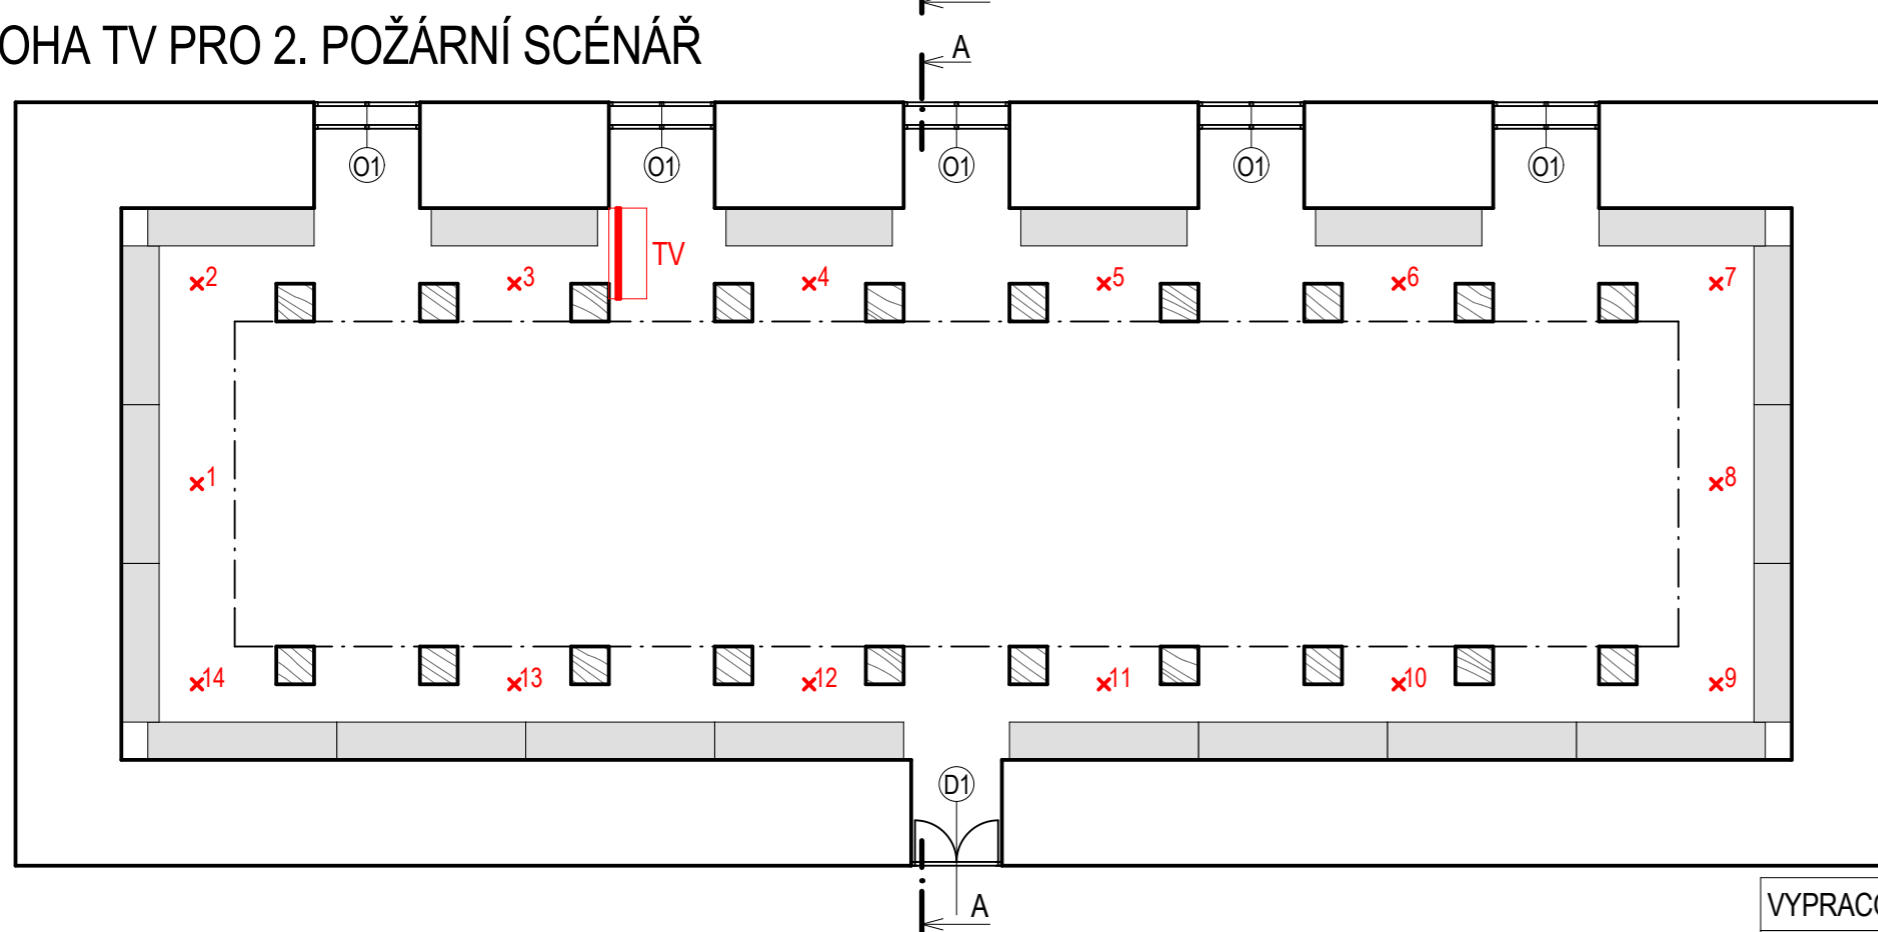 OHA TV PRO 2. POŽÁRNÍ SCÉNÁŘ
A
O1 O1 O1 O1 O1
TV
2 3 4 5 6 7
1 8
14 13 12 11 10 9
D1
A
VYPRACO